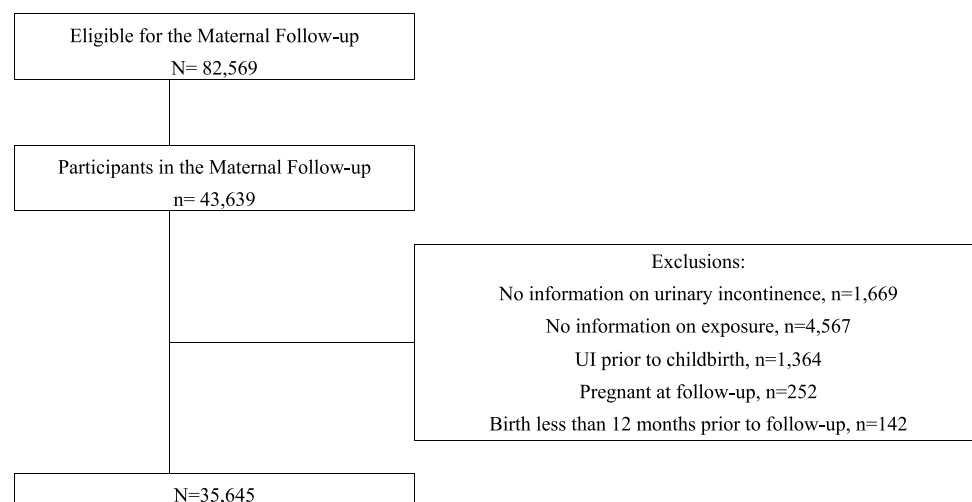 Eligible for the Maternal Follow-up
N= 82,569
Participants in the Maternal Follow-up
n= 43,639
Exclusions:
No information on urinary incontinence, n=1,669
No information on exposure, n=4,567
UI prior to childbirth, n=1,364
Pregnant at follow-up, n=252
Birth less than 12 months prior to follow-up, n=142
N=35,645